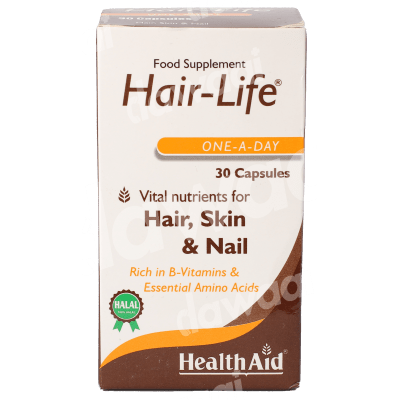 30 Capsules
Food Supplement
Hair-Life®
ONE-A-DAY
30 Capsules
Vital nutrients for
Hair, Skin
& Nail
Rich in B-Vitamins &
Essential Amino Acids
HALAL
HealthAid®
dawaai